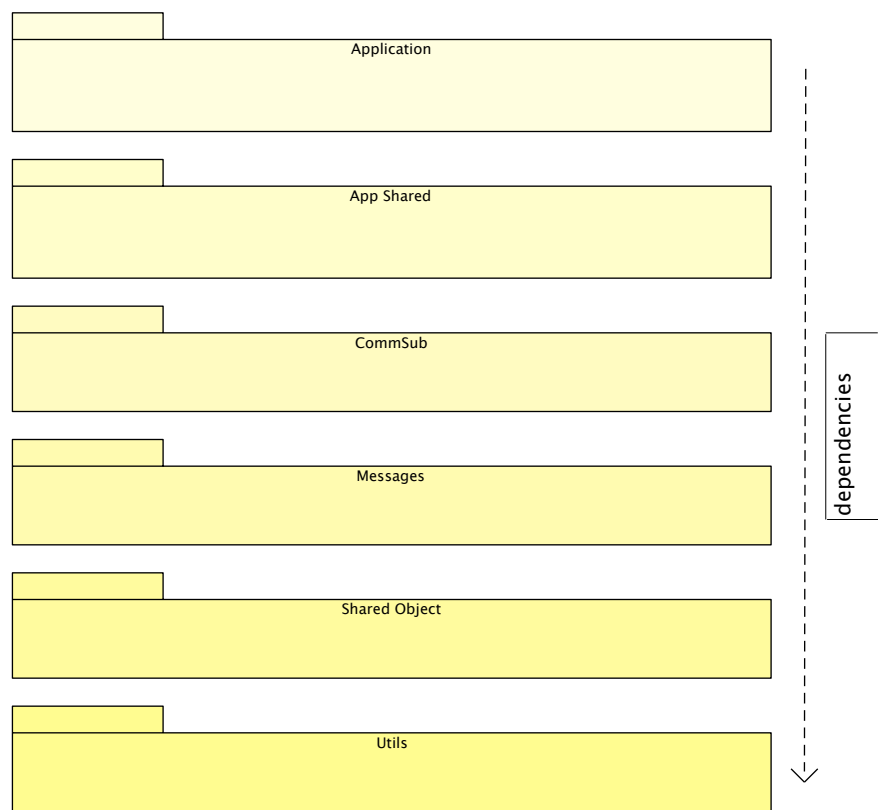 Application
App Shared
CommSub
Messages
Shared Object
Utils
dependencies